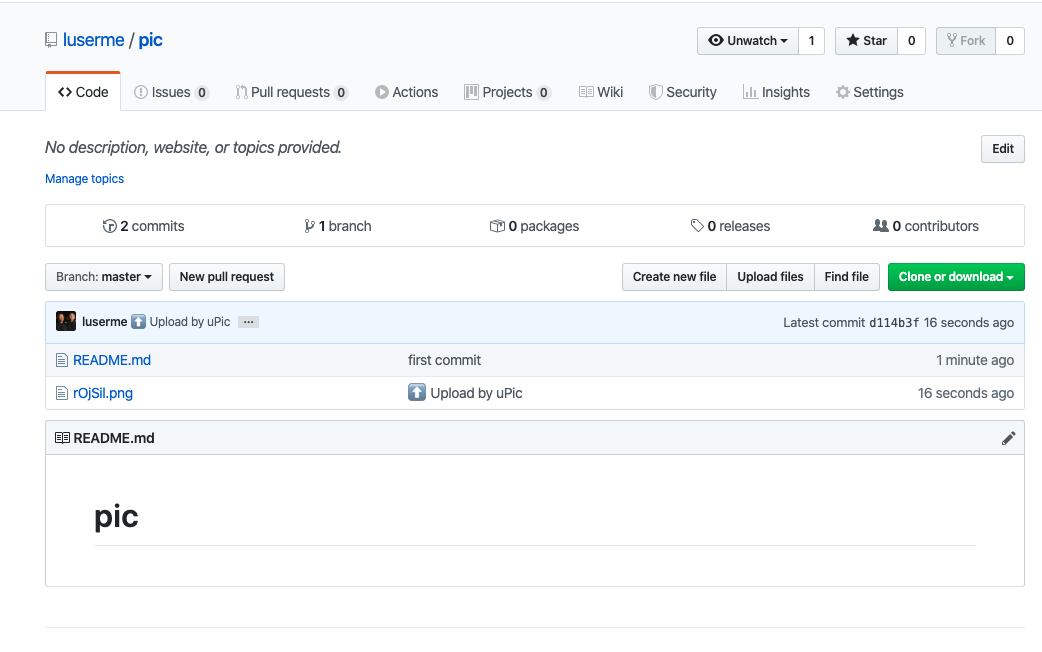 luserme / pic Unwatch 1 Star 0 Fork 0
Code Issues 0 Pull requests 0 Actions Projects 0 Wiki Security Insights Settings
No description, website, or topics provided. Edit
Manage topics
2 commits 1 branch 0 packages 0 releases 0 contributors
Branch: master New pull request Create new file Upload files Find file Clone or download
luserme Upload by uPic ... Latest commit d114b3f 16 seconds ago
README.md first commit 1 minute ago
rOjSil.png Upload by uPic 16 seconds ago
README.md
pic